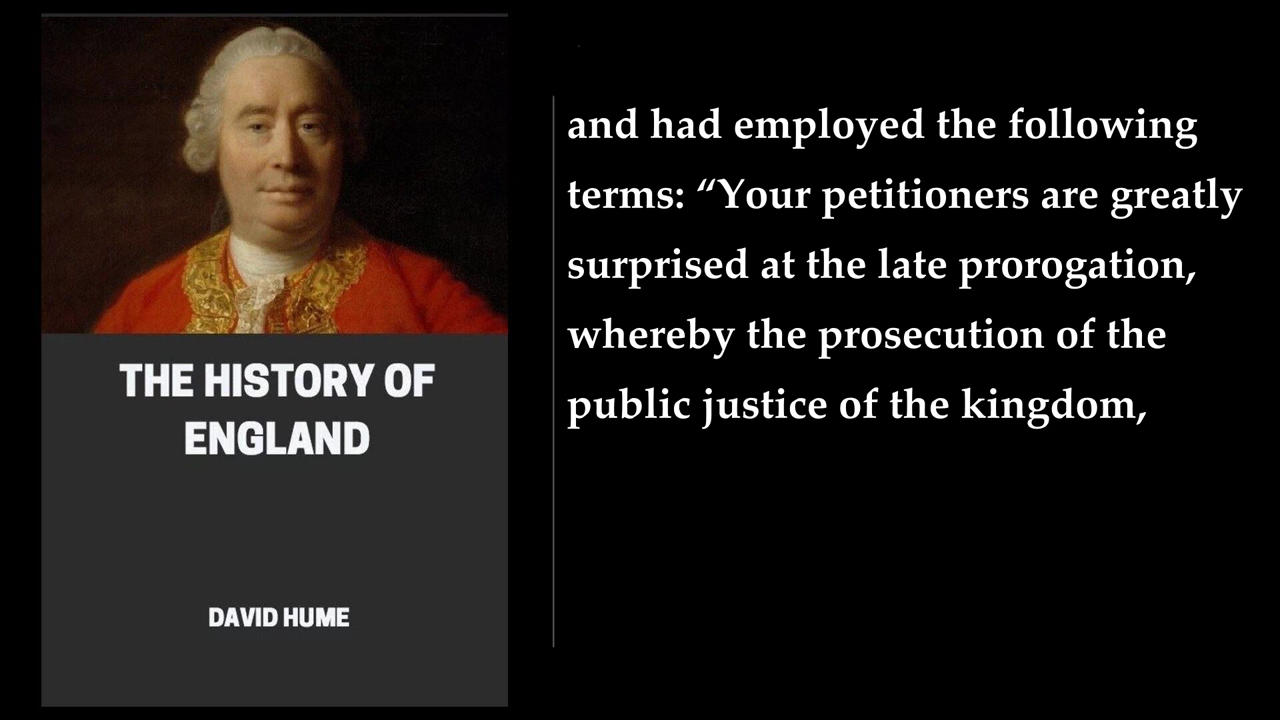 THE HISTORY OF
ENGLAND
DAVID HUME
and had employed the following
terms: “Your petitioners are greatly
surprised at the late prorogation,
whereby the prosecution of the
public justice of the kingdom,